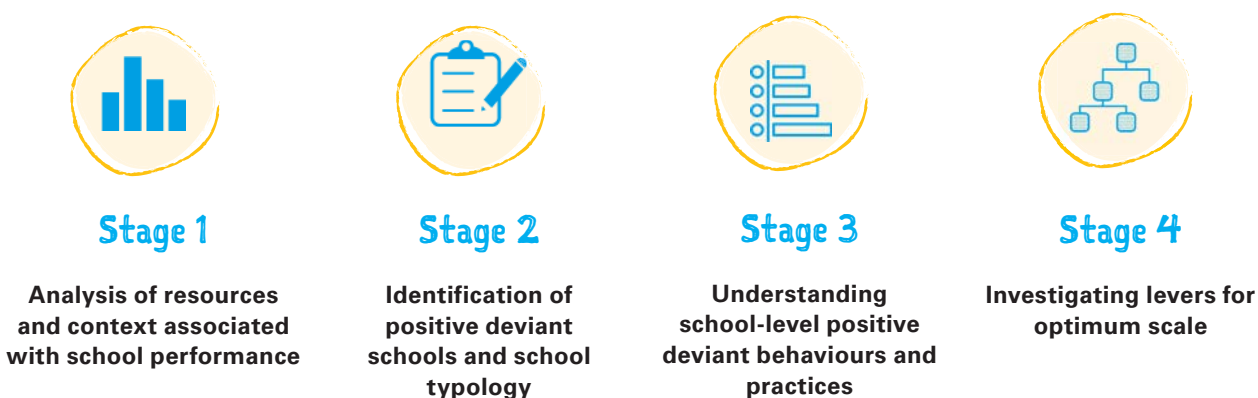 Stage 1
Analysis of resources
and context associated
with school performance
Stage 2
Identification of
positive deviant
schools and school
typology
Stage 3
Understanding
school-level positive
deviant behaviours and
practices
Stage 4
Investigating levers for
optimum scale